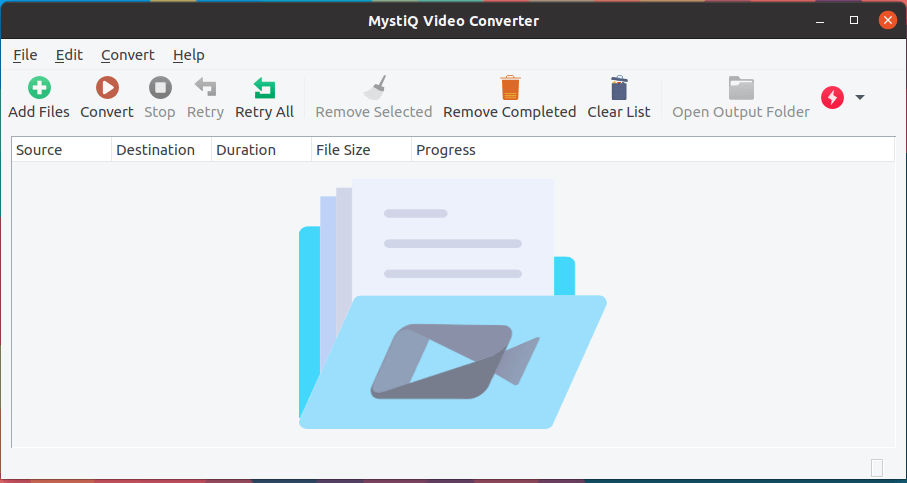 MystiQ Video Converter
File Edit Convert Help
Add Files Convert Stop Retry Retry All Remove Selected Remove Completed Clear List Open Output Folder
Source Destination Duration File Size Progress